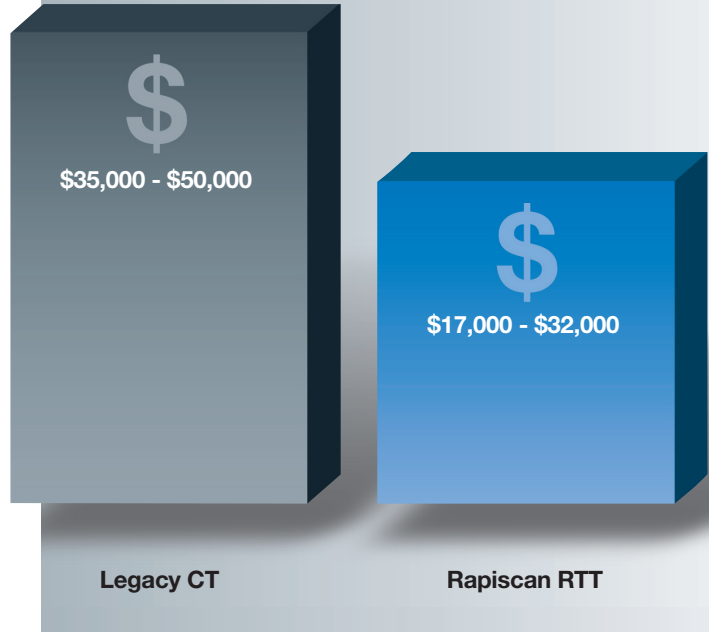 $
$35,000 - $50,000
$
$17,000 - $32,000
Legacy CT
Rapiscan RTT